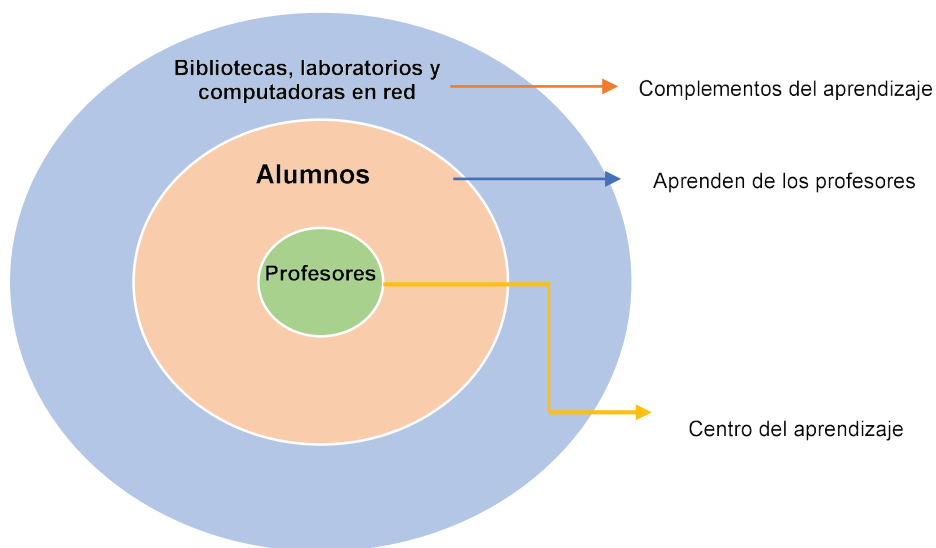 Bibliotecas, laboratorios y
computadoras en red
Complementos del aprendizaje
Alumnos
Aprenden de los profesores
Profesores
Centro del aprendizaje